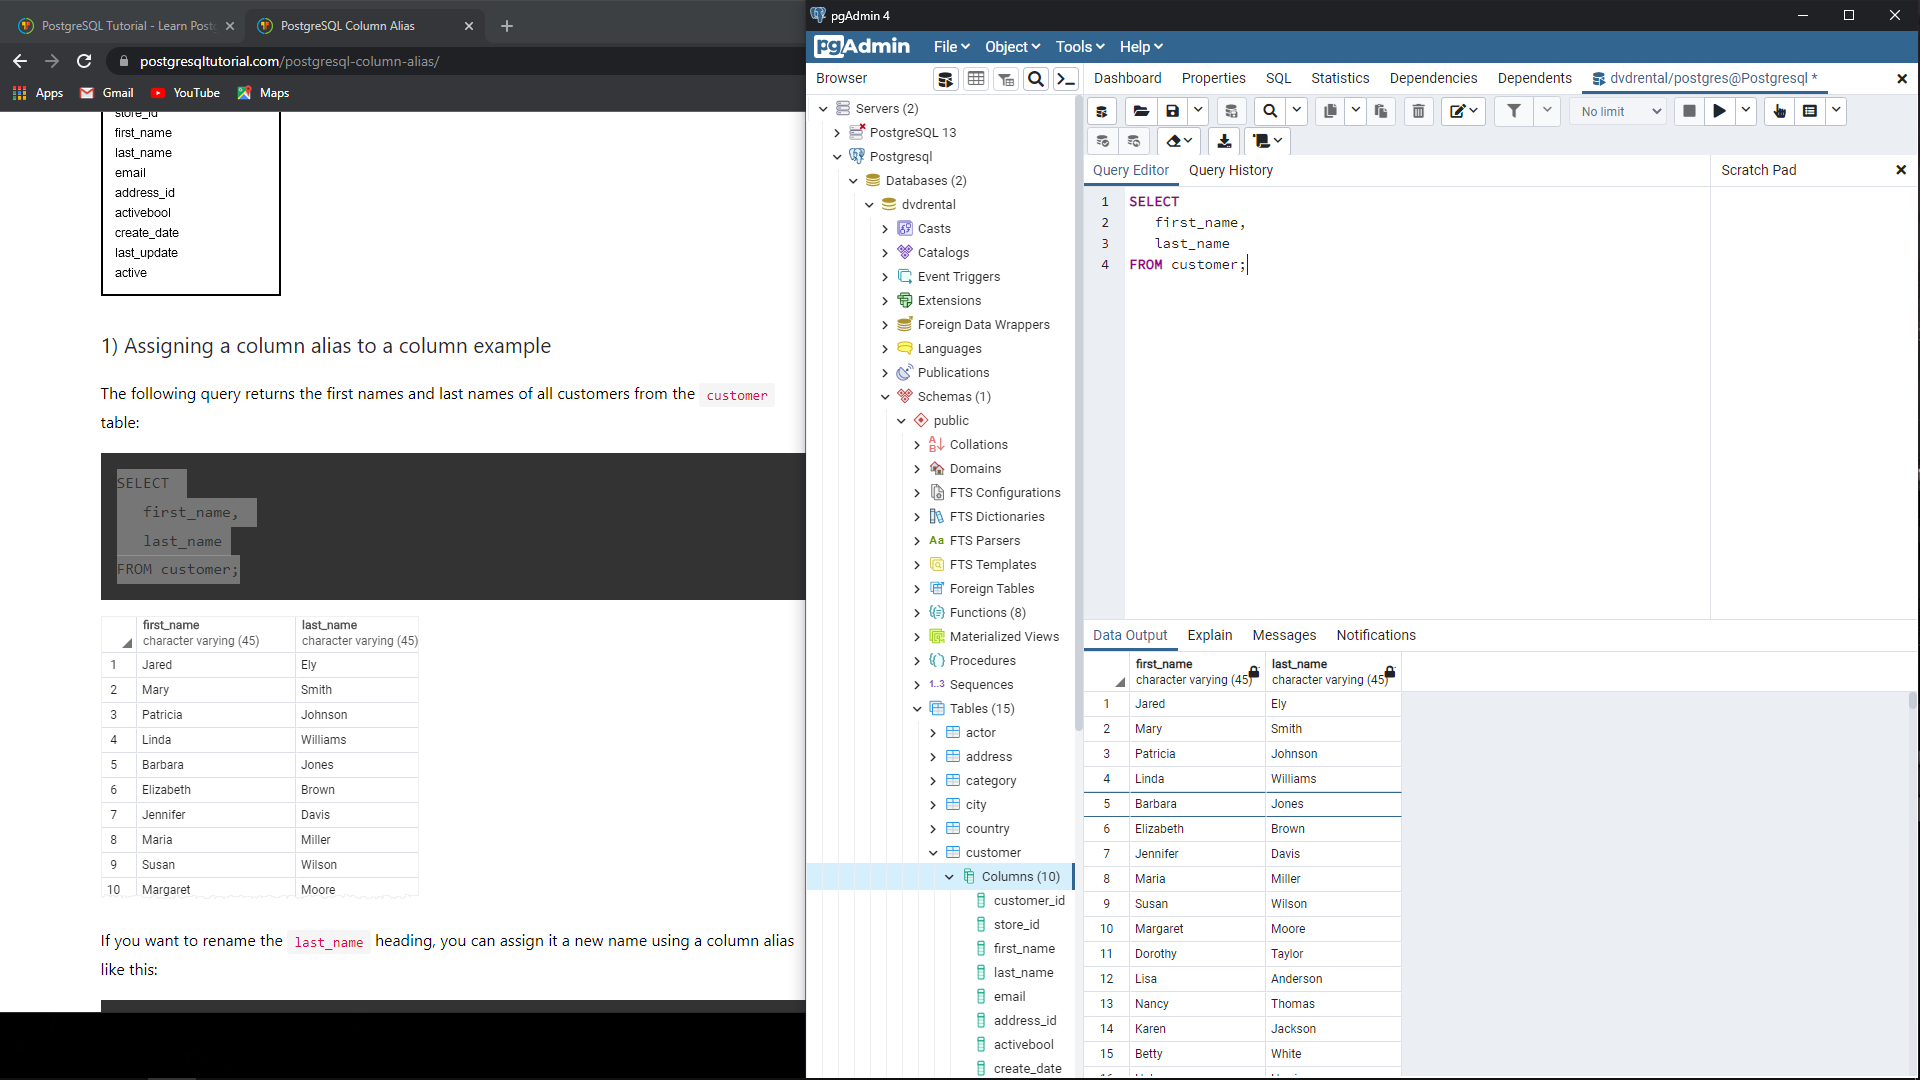 PostgreSQL Tutorial - Learn Post
PostgreSQL Column Alias
postgresqltutorial.com/postgresql-column-alias/
Apps
Gmail
YouTube
Maps
store_id
first_name
last_name
email
address_id
activebool
create_date
last_update
active
1) Assigning a column alias to a column example
The following query returns the first names and last names of all customers from the customer
table:
SELECT
first_name,
last_name
FROM customer;
first_name last_name
character varying (45) character varying (45)
1 Jared Ely
2 Mary Smith
3 Patricia Johnson
4 Linda Williams
5 Barbara Jones
6 Elizabeth Brown
7 Jennifer Davis
8 Maria Miller
9 Susan Wilson
10 Margaret Moore
If you want to rename the last_name heading, you can assign it a new name using a column alias
like this:
pgAdmin 4
pgAdmin
File
Object
Tools
Help
Browser
Dashboard
Properties
SQL
Statistics
Dependencies
Dependents
dvdrental/postgres@Postgresql *
Servers (2)
PostgreSQL 13
Postgresql
Databases (2)
dvdrental
Casts
Catalogs
Event Triggers
Extensions
Foreign Data Wrappers
Languages
Publications
Schemas (1)
public
Collations
Domains
FTS Configurations
FTS Dictionaries
Aa FTS Parsers
FTS Templates
Foreign Tables
Functions (8)
Materialized Views
Procedures
1..3 Sequences
Tables (15)
actor
address
category
city
country
customer
Columns (10)
customer_id
store_id
first_name
last_name
email
address_id
activebool
create_date
No limit
Query Editor
Query History
Scratch Pad
1 SELECT
2 first_name,
3 last_name
4 FROM customer;
Data Output
Explain
Messages
Notifications
first_name last_name
character varying (45) character varying (45)
1 Jared Ely
2 Mary Smith
3 Patricia Johnson
4 Linda Williams
5 Barbara Jones
6 Elizabeth Brown
7 Jennifer Davis
8 Maria Miller
9 Susan Wilson
10 Margaret Moore
11 Dorothy Taylor
12 Lisa Anderson
13 Nancy Thomas
14 Karen Jackson
15 Betty White